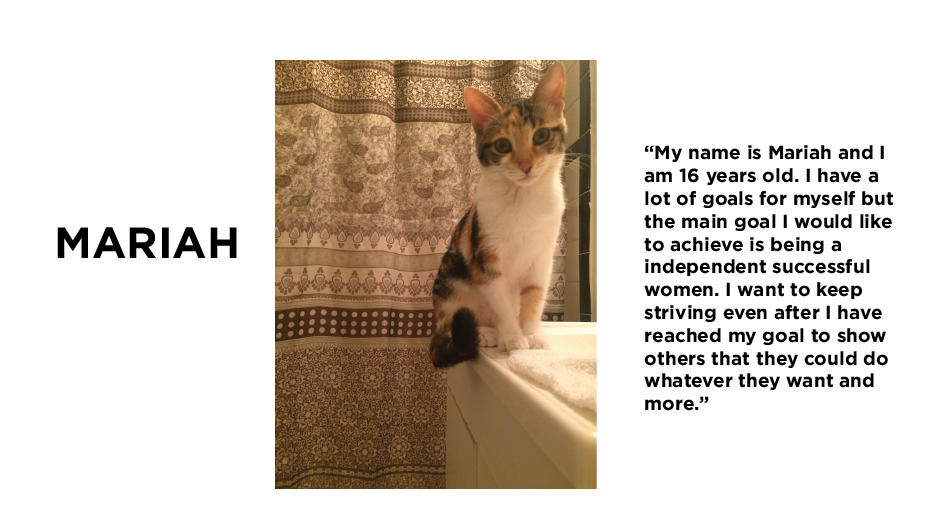 MARIAH
“My name is Mariah and I
am 16 years old. I have a
lot of goals for myself but
the main goal I would like
to achieve is being a
independent successful
women. I want to keep
striving even after I have
reached my goal to show
others that they could do
whatever they want and
more.”